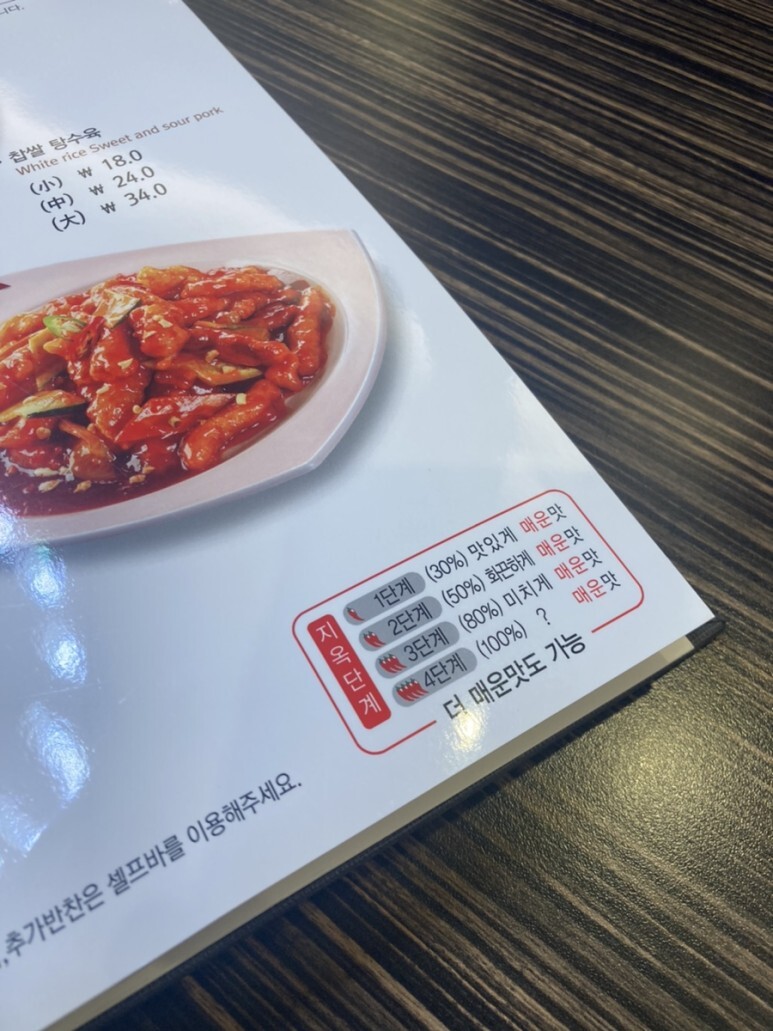 니다.
찹쌀 탕수육
White rice Sweet and sour pork
(小) ₩ 18.0
(中) ₩ 24.0
(大) ₩ 34.0
지옥단계
1단계 (30%) 맛있게 매운맛
2단계 (50%) 화끈하게 매운맛
3단계 (80%) 미치게 매운맛
4단계 (100%) ? 매운맛
더 매운맛도 가능
,추가반찬은 셀프바를 이용해주세요.